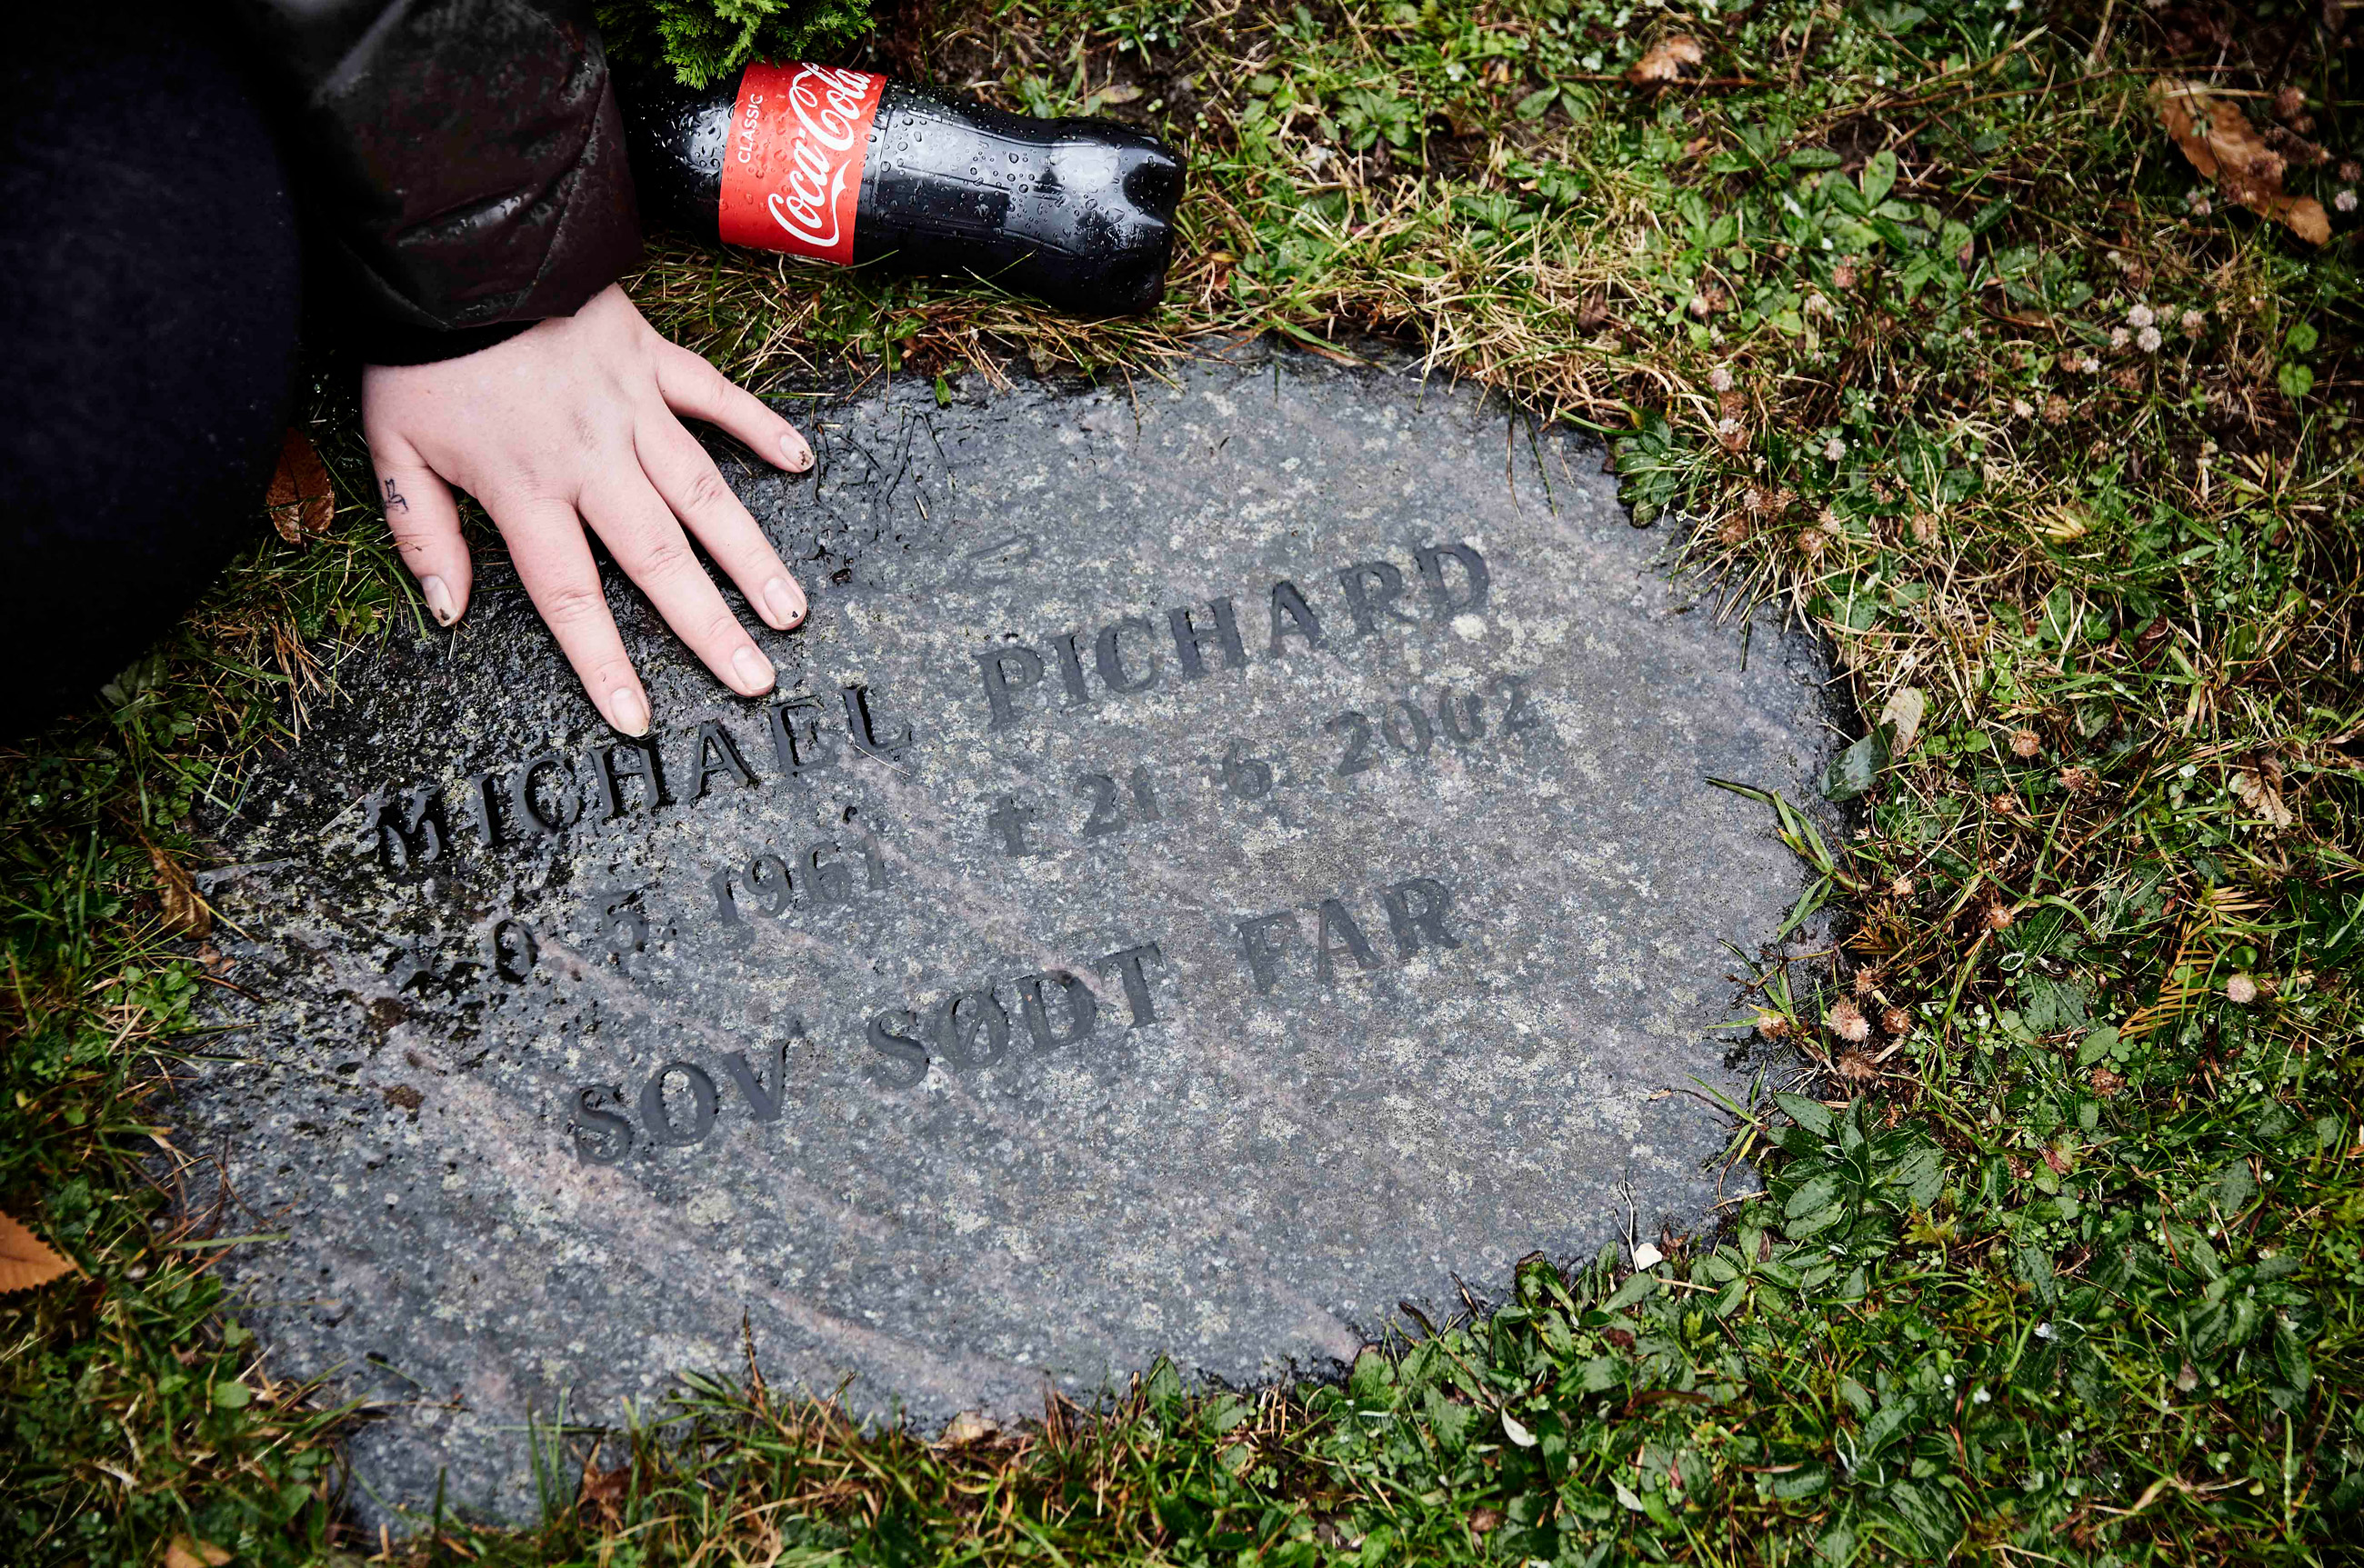 CLASSIC
Coca-Cola
MICHAEL PICHARD
5. 1961 † 21 6. 2002
SOV SØDT FAR